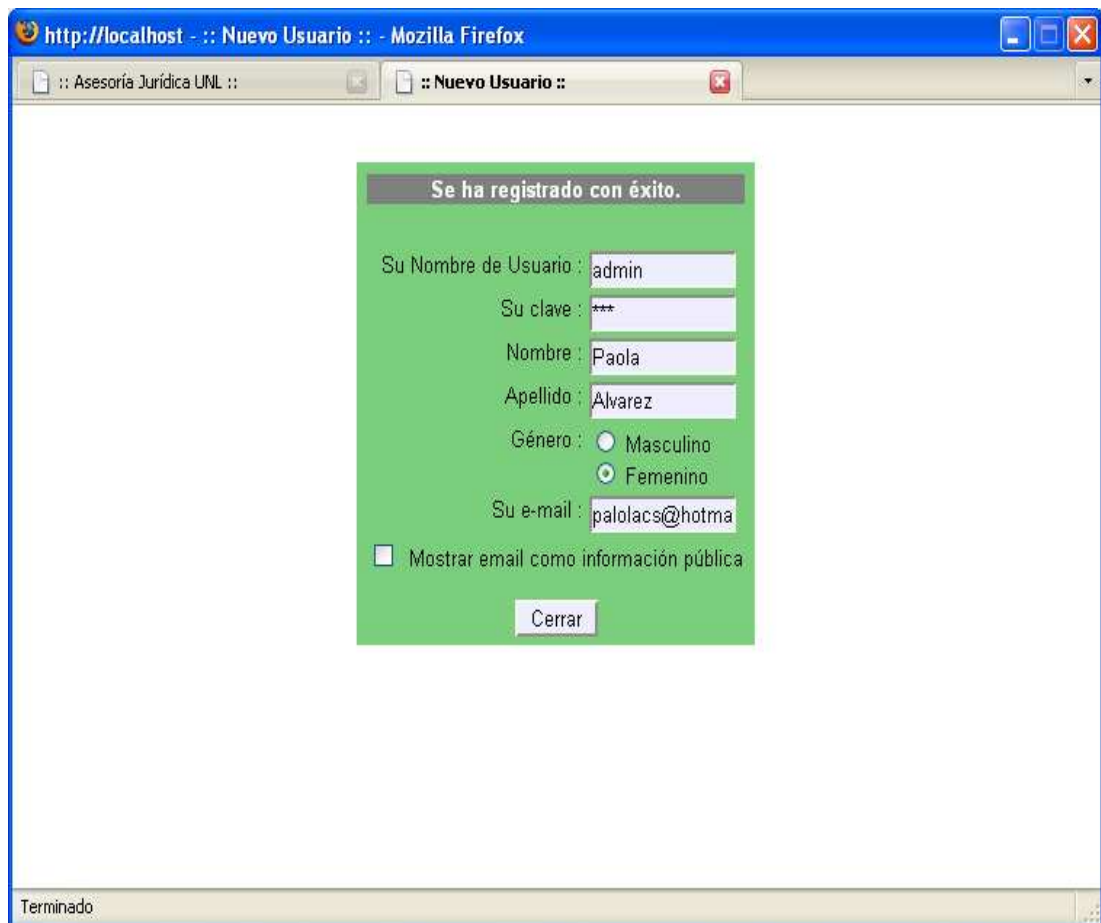 http://localhost - :: Nuevo Usuario :: - Mozilla Firefox
:: Asesoría Jurídica UNL ::
:: Nuevo Usuario ::
Se ha registrado con éxito.
Su Nombre de Usuario : admin
Su clave : ***
Nombre : Paola
Apellido : Alvarez
Género : Masculino
Femenino
Su e-mail : palolacs@hotma
Mostrar email como información pública
Cerrar
Terminado